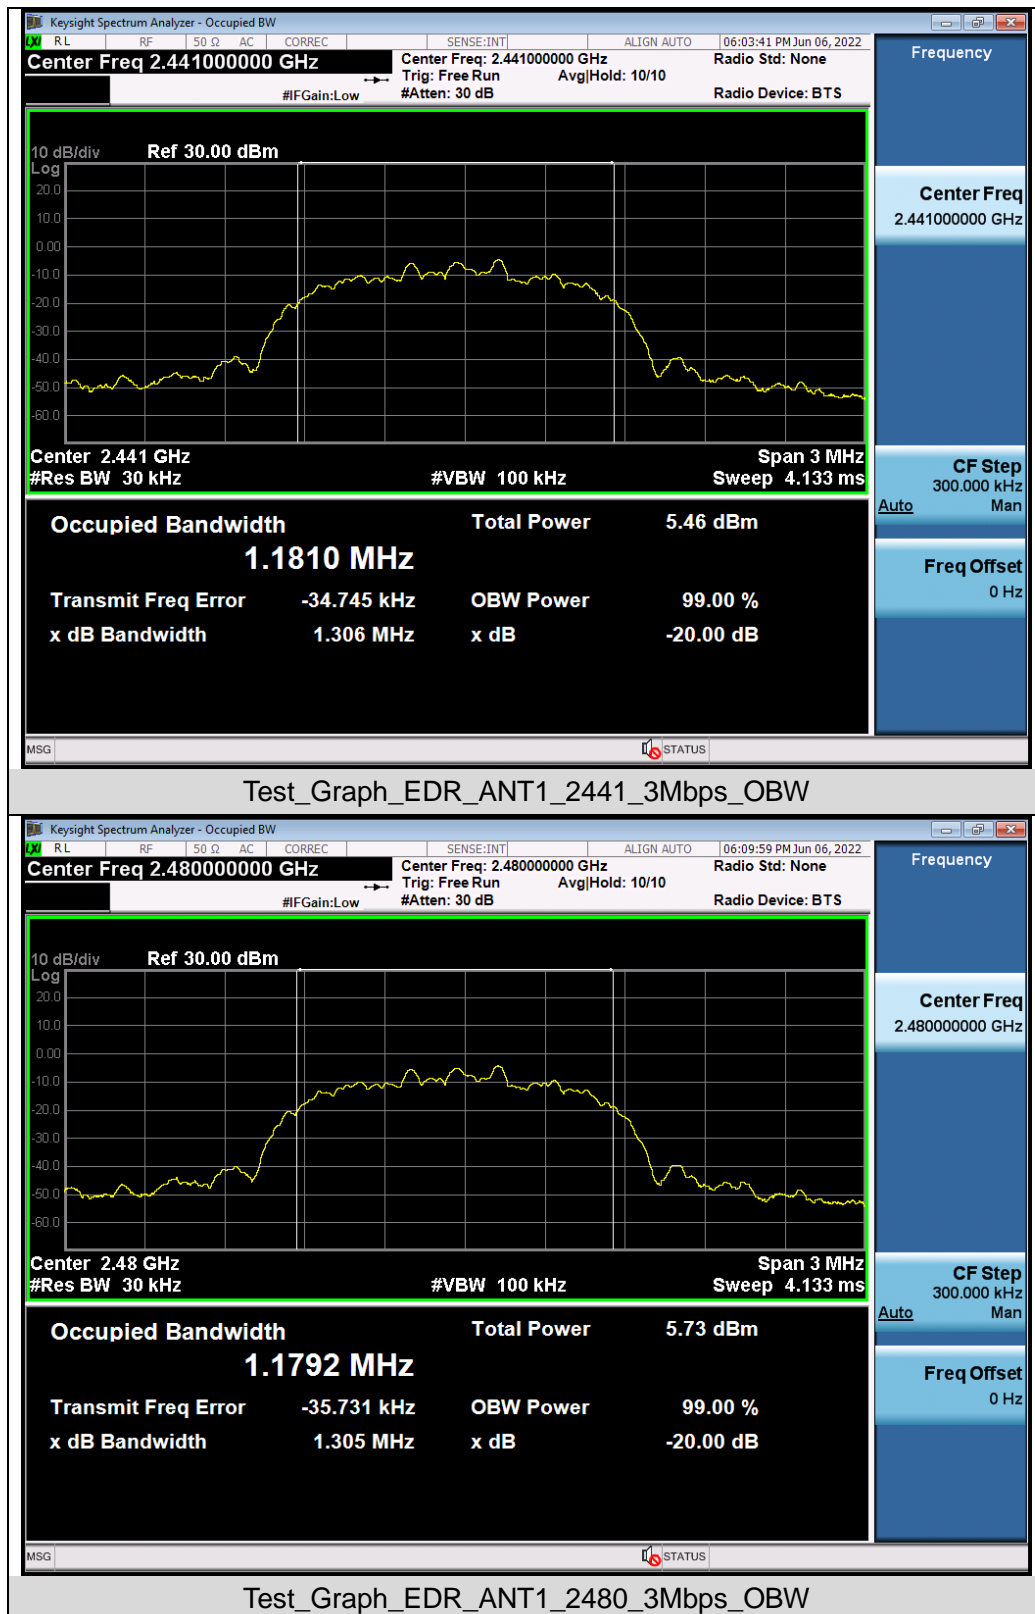 Keysight Spectrum Analyzer - Occupied BW
LXI RL RF 50 Ω AC CORREC SENSE:INT ALIGN AUTO 06:03:41 PM Jun 06, 2022
Center Freq 2.441000000 GHz
Center Freq: 2.441000000 GHz
Radio Std: None
Trig: Free Run Avg|Hold: 10/10
#IFGain:Low
#Atten: 30 dB
Radio Device: BTS
Frequency
10 dB/div Ref 30.00 dBm
Log
20.0
10.0
0.00
-10.0
-20.0
-30.0
-40.0
-50.0
-60.0
Center Freq
2.441000000 GHz
Center 2.441 GHz
Span 3 MHz
#Res BW 30 kHz
#VBW 100 kHz
Sweep 4.133 ms
CF Step
300.000 kHz
Auto Man
Occupied Bandwidth
Total Power 5.46 dBm
1.1810 MHz
Transmit Freq Error -34.745 kHz
OBW Power 99.00 %
x dB Bandwidth 1.306 MHz
x dB -20.00 dB
Freq Offset
0 Hz
MSG
STATUS
Test_Graph_EDR_ANT1_2441_3Mbps_OBW
Keysight Spectrum Analyzer - Occupied BW
LXI RL RF 50 Ω AC CORREC SENSE:INT ALIGN AUTO 06:09:59 PM Jun 06, 2022
Center Freq 2.480000000 GHz
Center Freq: 2.480000000 GHz
Radio Std: None
Trig: Free Run Avg|Hold: 10/10
#IFGain:Low
#Atten: 30 dB
Radio Device: BTS
Frequency
10 dB/div Ref 30.00 dBm
Log
20.0
10.0
0.00
-10.0
-20.0
-30.0
-40.0
-50.0
-60.0
Center Freq
2.480000000 GHz
Center 2.48 GHz
Span 3 MHz
#Res BW 30 kHz
#VBW 100 kHz
Sweep 4.133 ms
CF Step
300.000 kHz
Auto Man
Occupied Bandwidth
Total Power 5.73 dBm
1.1792 MHz
Transmit Freq Error -35.731 kHz
OBW Power 99.00 %
x dB Bandwidth 1.305 MHz
x dB -20.00 dB
Freq Offset
0 Hz
MSG
STATUS
Test_Graph_EDR_ANT1_2480_3Mbps_OBW